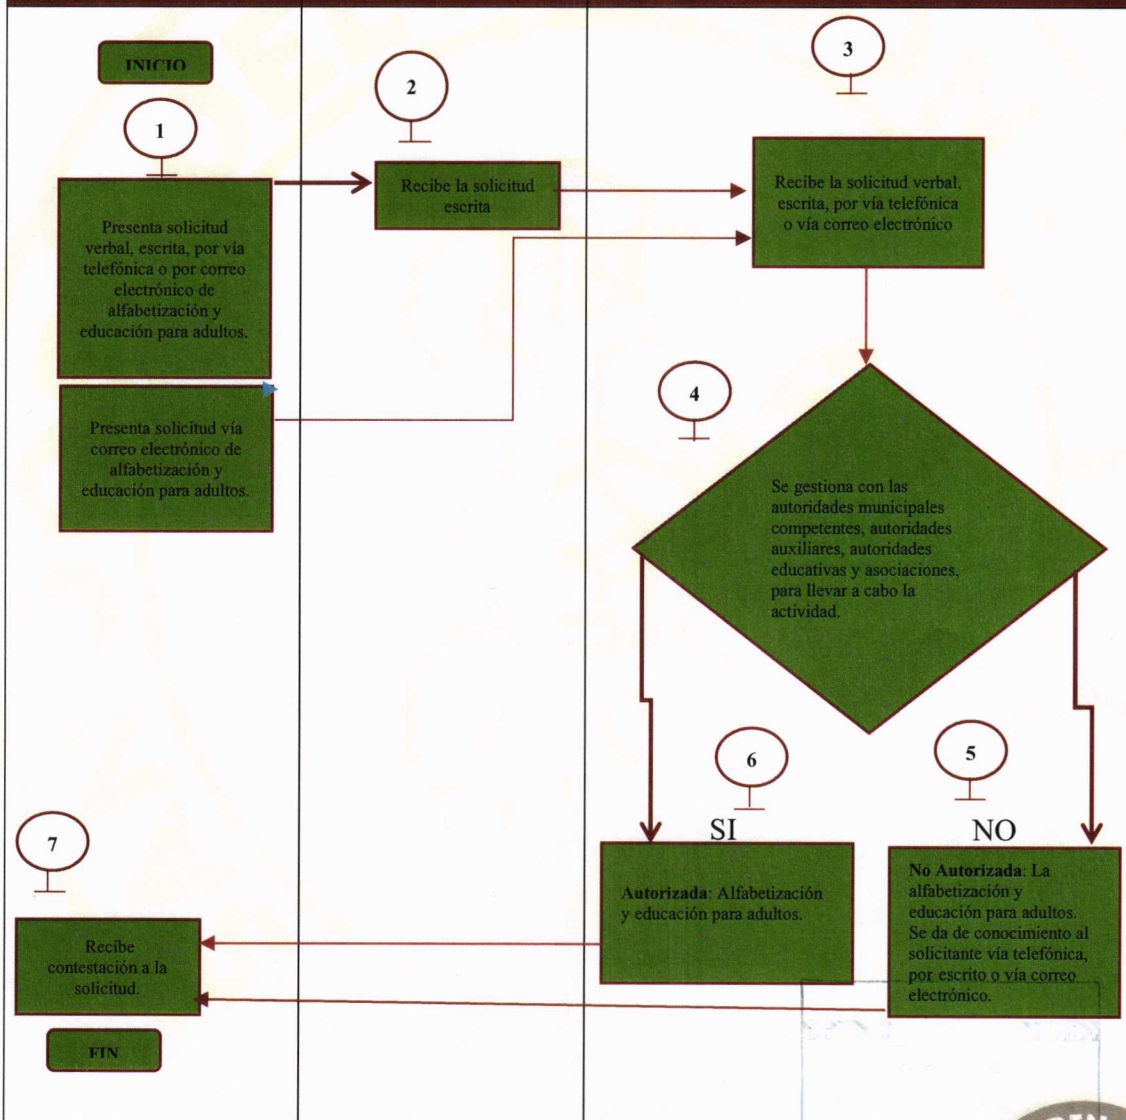 INICIO
1
Presenta solicitud
verbal, escrita, por vía
telefónica o por correo
electrónico de
alfabetización y
educación para adultos.
Presenta solicitud vía
correo electrónico de
alfabetización y
educación para adultos.
2
Recibe la solicitud
escrita
3
Recibe la solicitud verbal,
escrita, por vía telefónica
o vía correo electrónico
4
Se gestiona con las
autoridades municipales
competentes, autoridades
auxiliares, autoridades
educativas y asociaciones,
para llevar a cabo la
actividad.
5
NO
No Autorizada: La
alfabetización y
educación para adultos.
Se da de conocimiento al
solicitante vía telefónica,
por escrito o vía correo
electrónico.
6
SI
Autorizada: Alfabetización
y educación para adultos.
7
Recibe
contestación a la
solicitud.
FIN